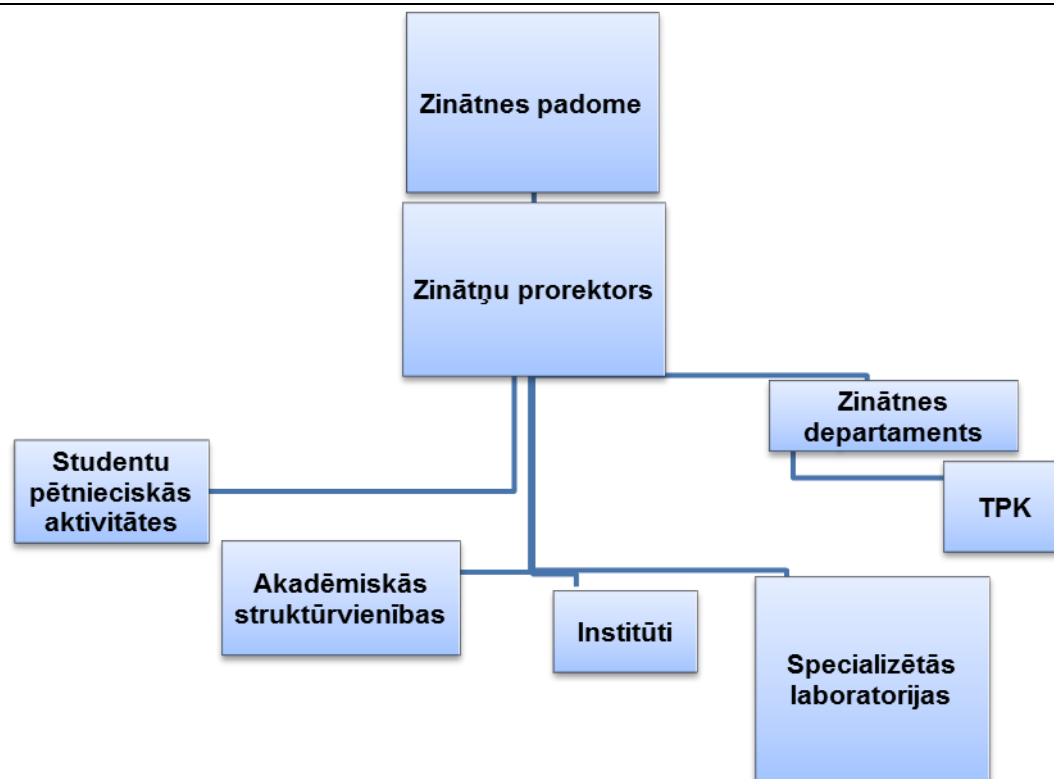 Zinātnes padome
Zinātņu prorektors
Zinātnes
departaments
Studentu
pētnieciskās
aktivitātes
TPK
Akadēmiskās
struktūrvienības
Institūti
Specializētās
laboratorijas